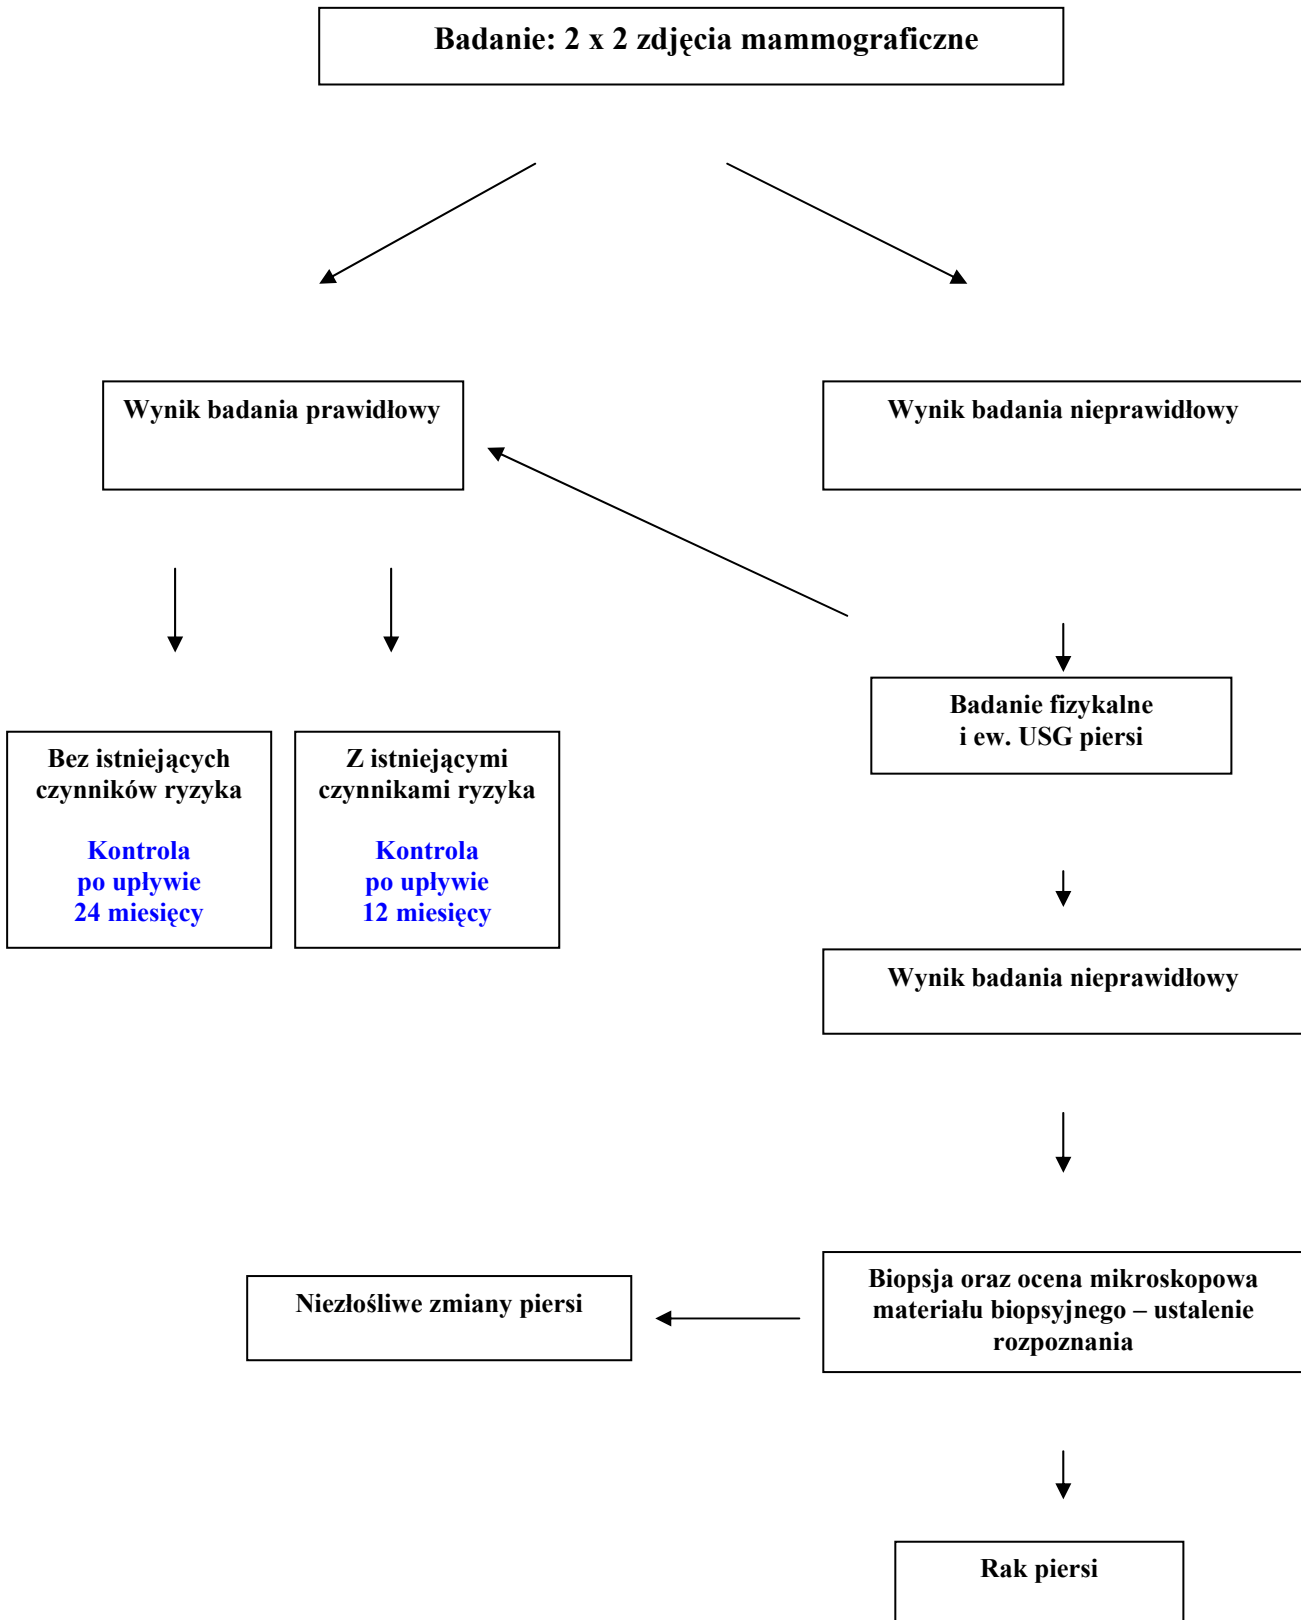 Badanie: 2 x 2 zdjęcia mammograficzne
Wynik badania prawidłowy
Wynik badania nieprawidłowy
Badanie fizykalne
i ew. USG piersi
Bez istniejących
czynników ryzyka
Kontrola
po upływie
24 miesięcy
Z istniejącymi
czynnikami ryzyka
Kontrola
po upływie
12 miesięcy
Wynik badania nieprawidłowy
Biopsja oraz ocena mikroskopowa
materiału biopsyjnego – ustalenie
rozpoznania
Niezłośliwe zmiany piersi
Rak piersi